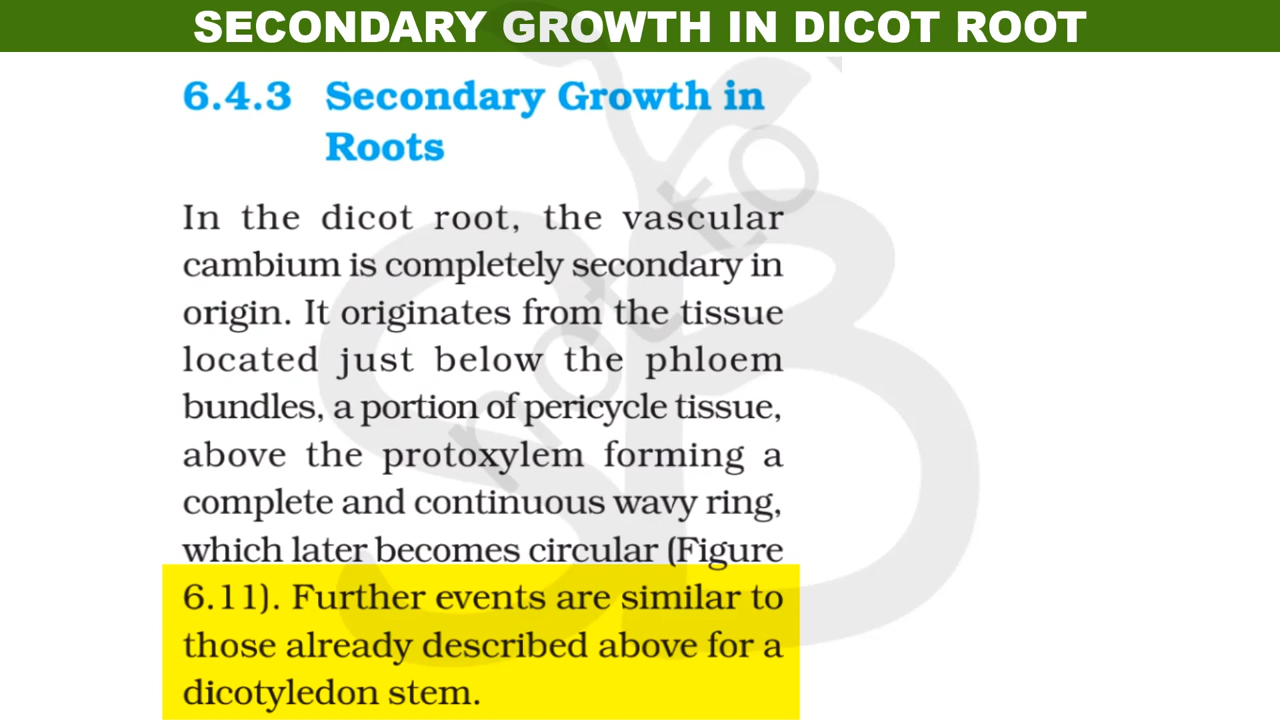 SECONDARY GROWTH IN DICOT ROOT
6.4.3 Secondary Growth in
Roots
In the dicot root, the vascular
cambium is completely secondary in
origin. It originates from the tissue
located just below the phloem
bundles, a portion of pericycle tissue,
above the protoxylem forming a
complete and continuous wavy ring,
which later becomes circular (Figure
6.11). Further events are similar to
those already described above for a
dicotyledon stem.
not to